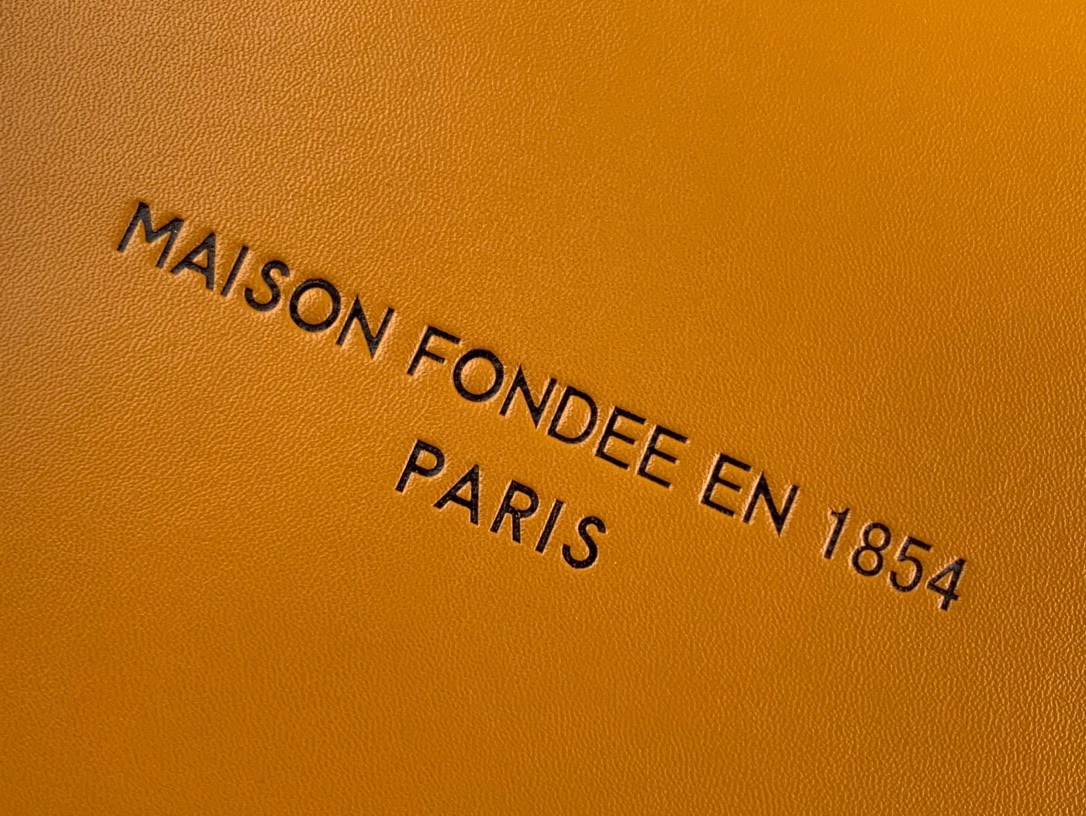 MAISON FONDEE EN 1854
PARIS